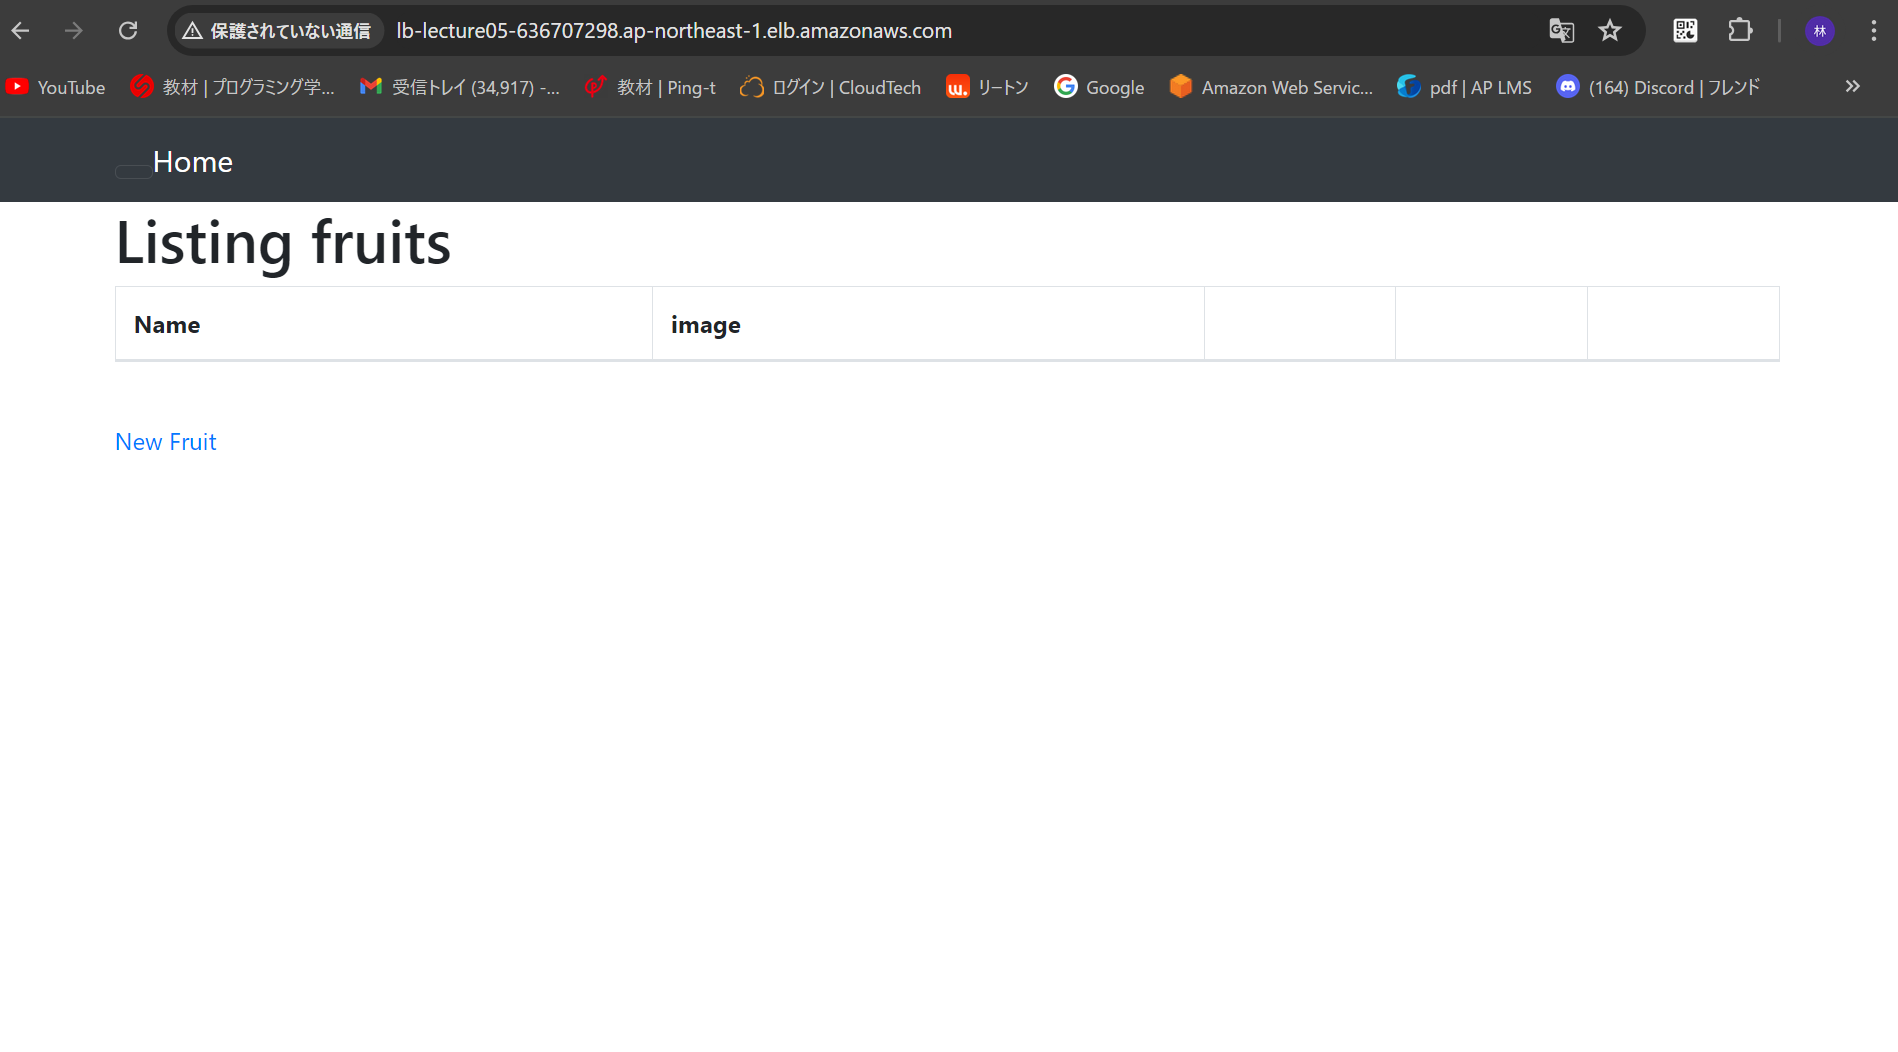 保護されていない通信 lb-lecture05-636707298.ap-northeast-1.elb.amazonaws.com 林
YouTube 教材 | プログラミング学... 受信トレイ (34,917) -... 教材 | Ping-t ログイン | CloudTech リートン Google Amazon Web Servic... pdf | AP LMS (164) Discord | フレンド
Home
Listing fruits
Name image
New Fruit